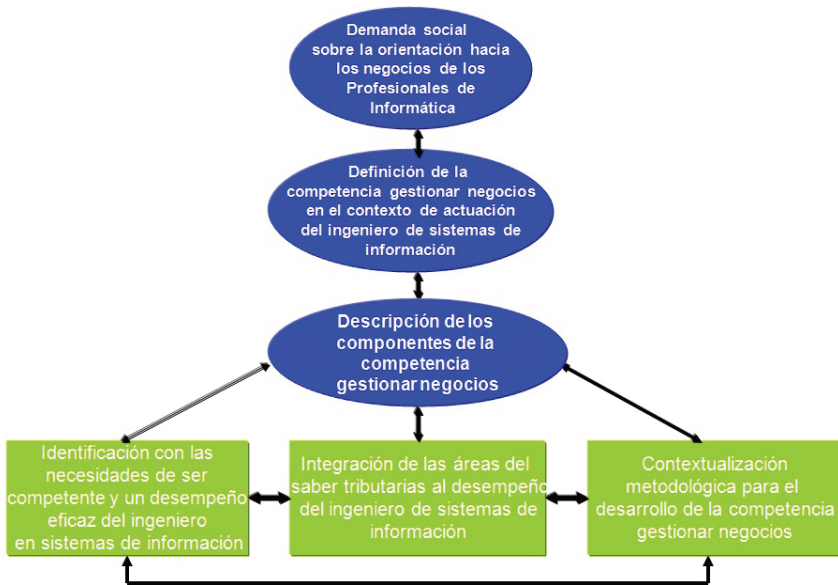 Demanda social
sobre la orientación hacia
los negocios de los
Profesionales de
Informática
Definición de la
competencia gestionar negocios
en el contexto de actuación
del ingeniero de sistemas de
información
Descripción de los
componentes de la
competencia
gestionar negocios
Identificación con las
necesidades de ser
competente y un desempeño
eficaz del ingeniero
en sistemas de información
Integración de las áreas del
saber tributarias al desempeño
del ingeniero de sistemas de
información
Contextualización
metodológica para el
desarrollo de la competencia
gestionar negocios